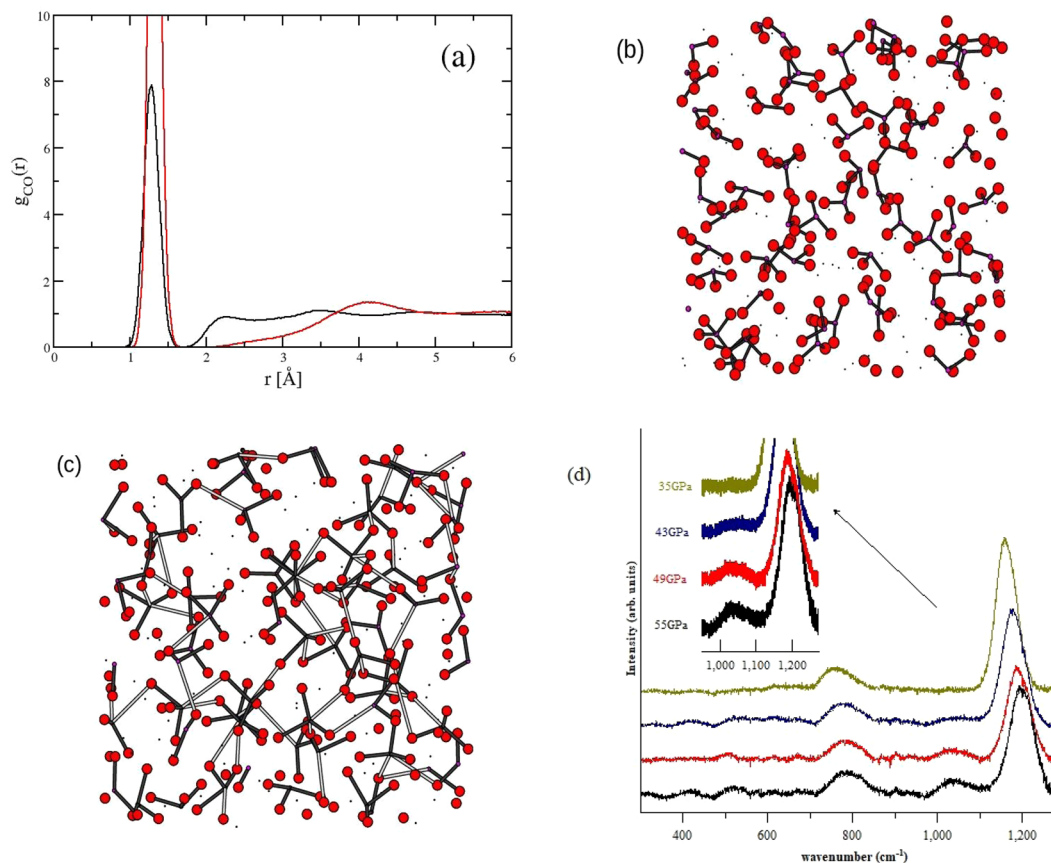 (a)
10
8
6
4
2
0
g_CO(r)
0 1 2 3 4 5 6
r [Å]
(b)
(c)
(d)
35GPa
43GPa
49GPa
55GPa
1,000 1,100 1,200
Intensity (arb. units)
400 600 800 1,000 1,200
wavenumber (cm⁻¹)